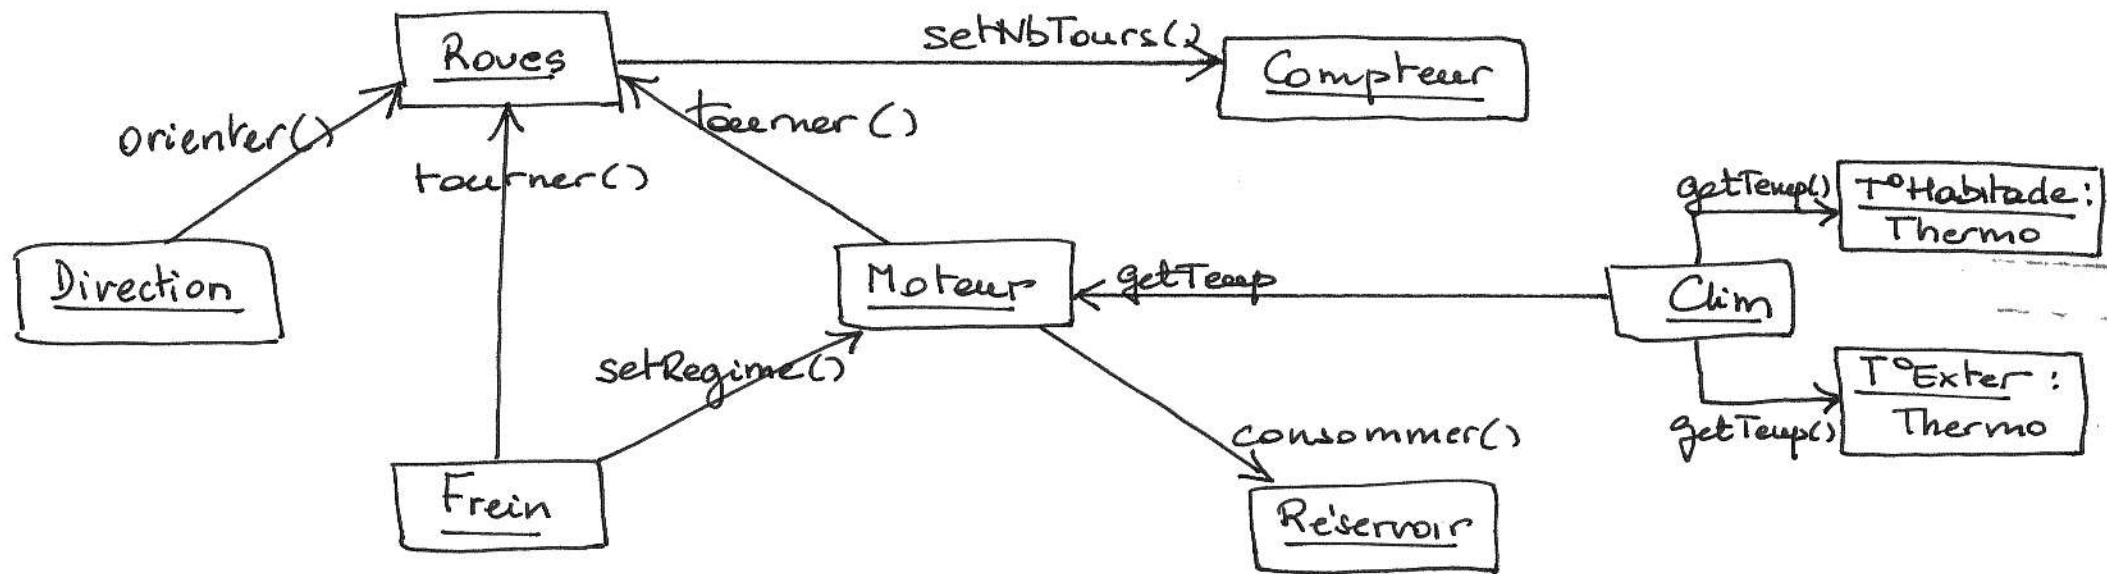 Roues
setNbTours()
Compteur
orienter()
tourner()
tourner()
getTemp()
T°Habitacle:
Thermo
Direction
Moteur
getTemp
Clim
setRegime()
T°Exter :
Thermo
getTemp()
consommer()
Frein
Réservoir